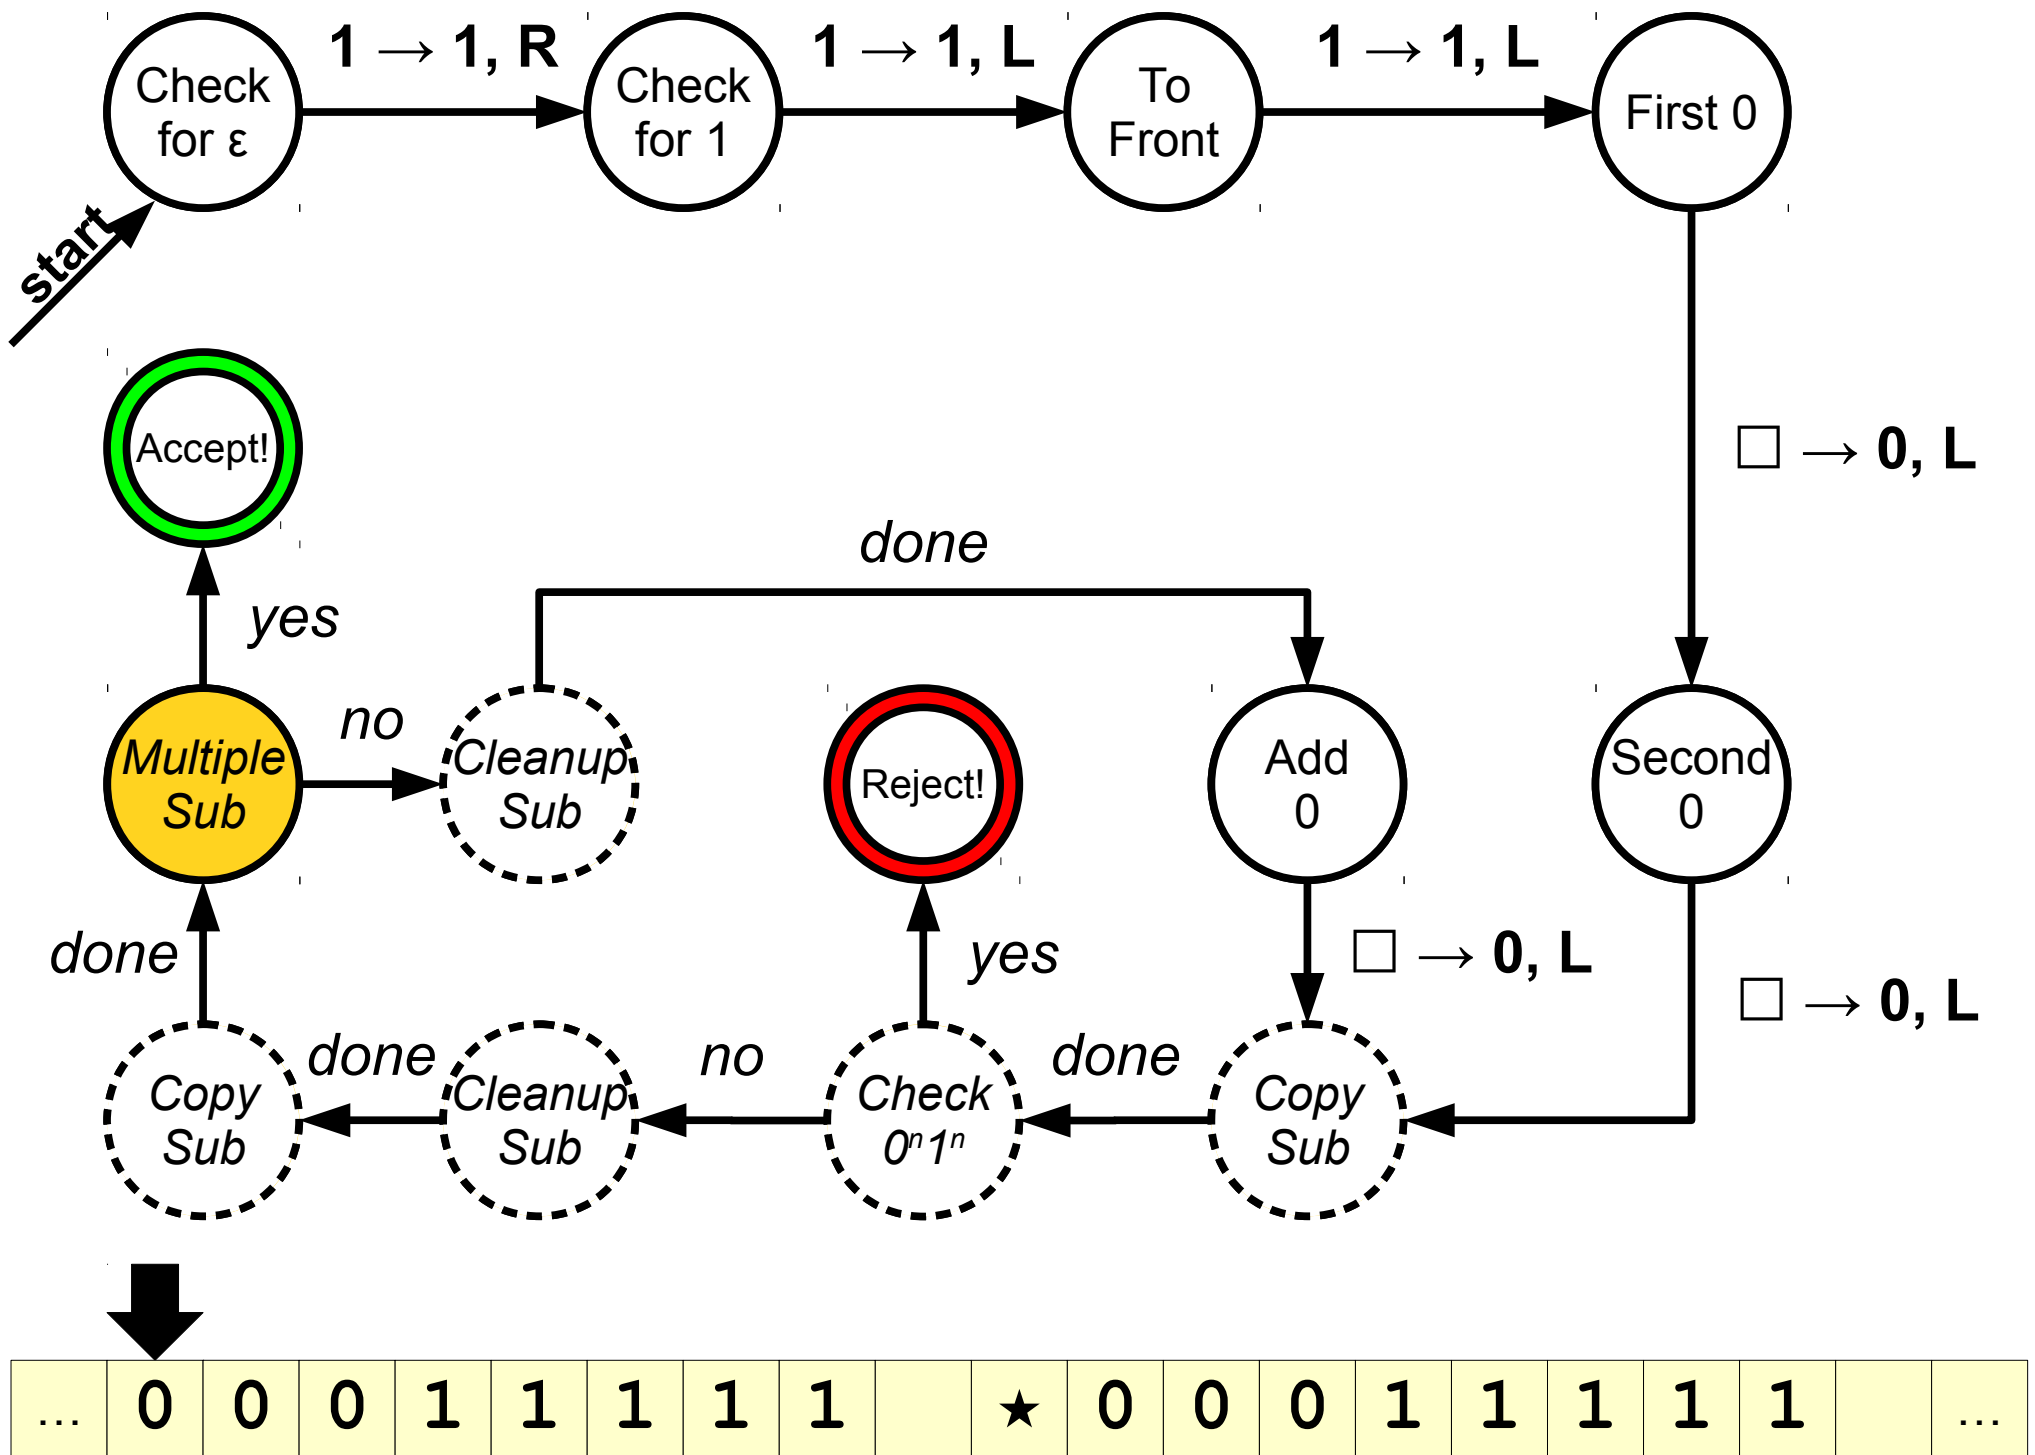 Check
for ε
1 → 1, R
Check
for 1
1 → 1, L
To
Front
1 → 1, L
First 0
start
Accept!
□ → 0, L
done
yes
Multiple
Sub
no
Cleanup
Sub
Reject!
Add
0
Second
0
done
yes
□ → 0, L
□ → 0, L
Copy
Sub
done
Cleanup
Sub
no
Check
0ⁿ1ⁿ
done
Copy
Sub
… 0 0 0 1 1 1 1 1 ★ 0 0 0 1 1 1 1 1 …